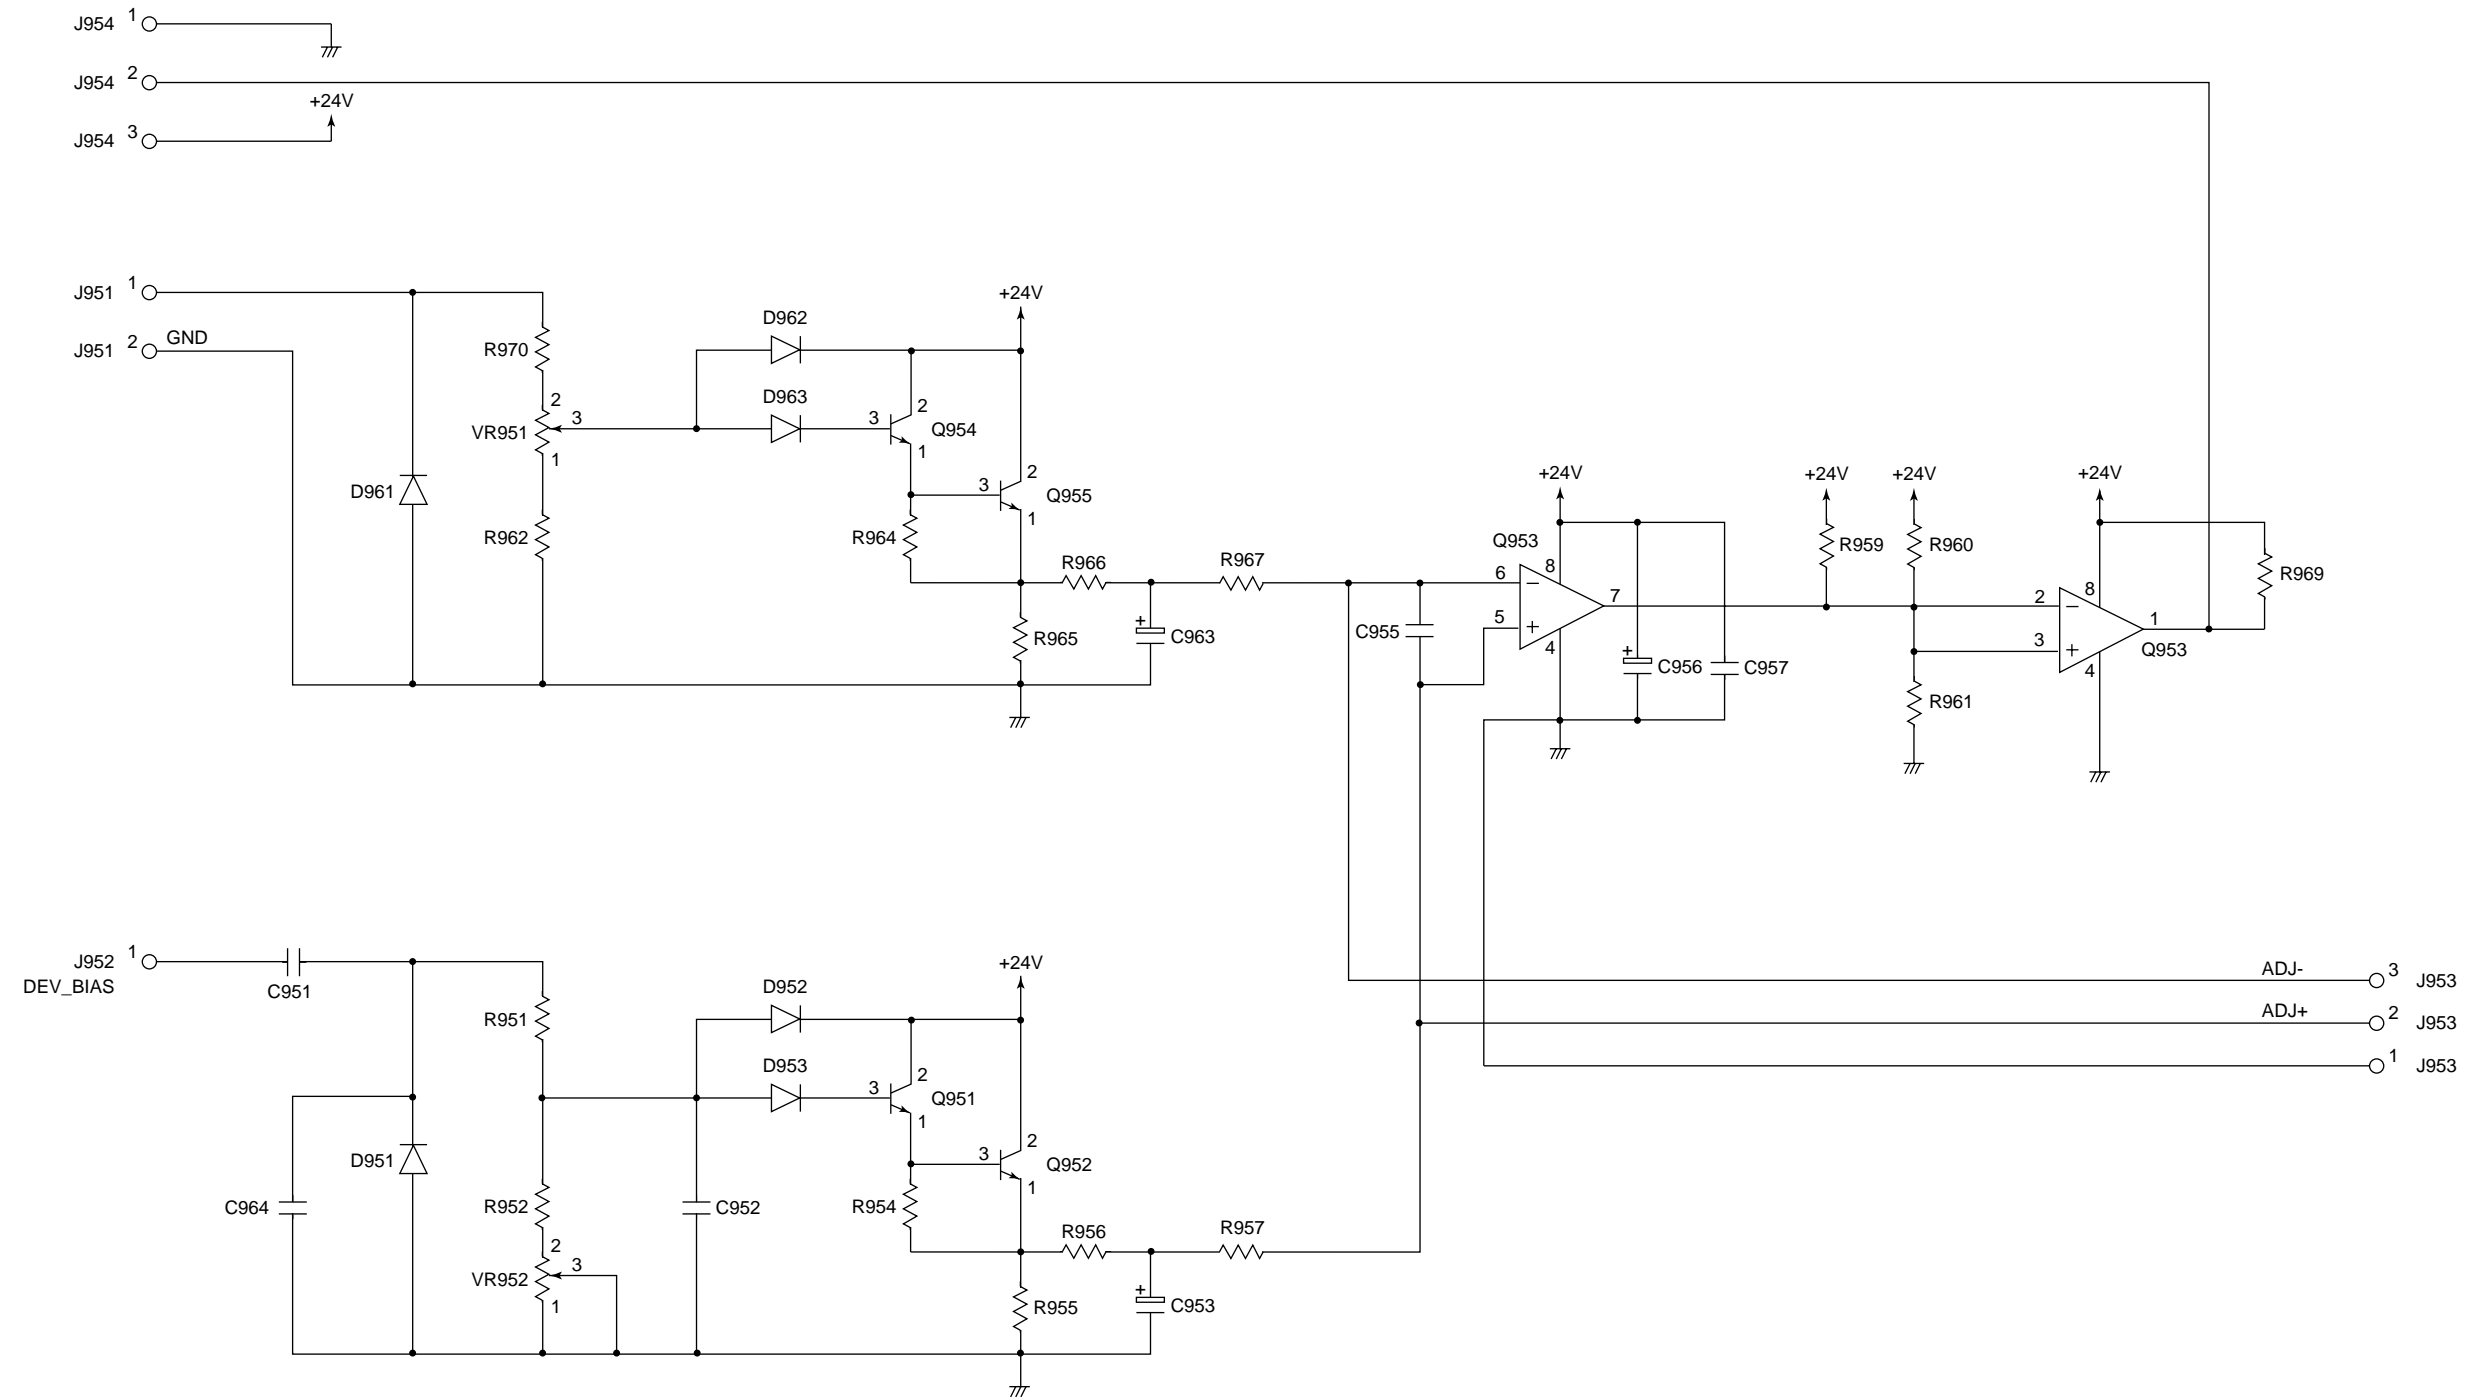 J954 1
J954 2
+24V
J954 3
J951 1
+24V
D962
J951 2 GND
R970
D963
2
3
VR951
1
3
2
Q954
1
2
D961
3
Q955
1
R962
R964
R966
R967
R965
C963
+24V
+24V
+24V
+24V
Q953
8
R959
R960
R969
6
−
7
5
+
C955
4
2
−
8
1
3
+
Q953
4
C956
+
C957
R961
+
J952 1
DEV_BIAS
C951
+24V
D952
ADJ-
3 J953
R951
ADJ+
2 J953
D953
1 J953
3
2
Q951
1
2
D951
3
Q952
1
C964
R952
C952
R954
R956
R957
2
3
VR952
1
R955
+
C953